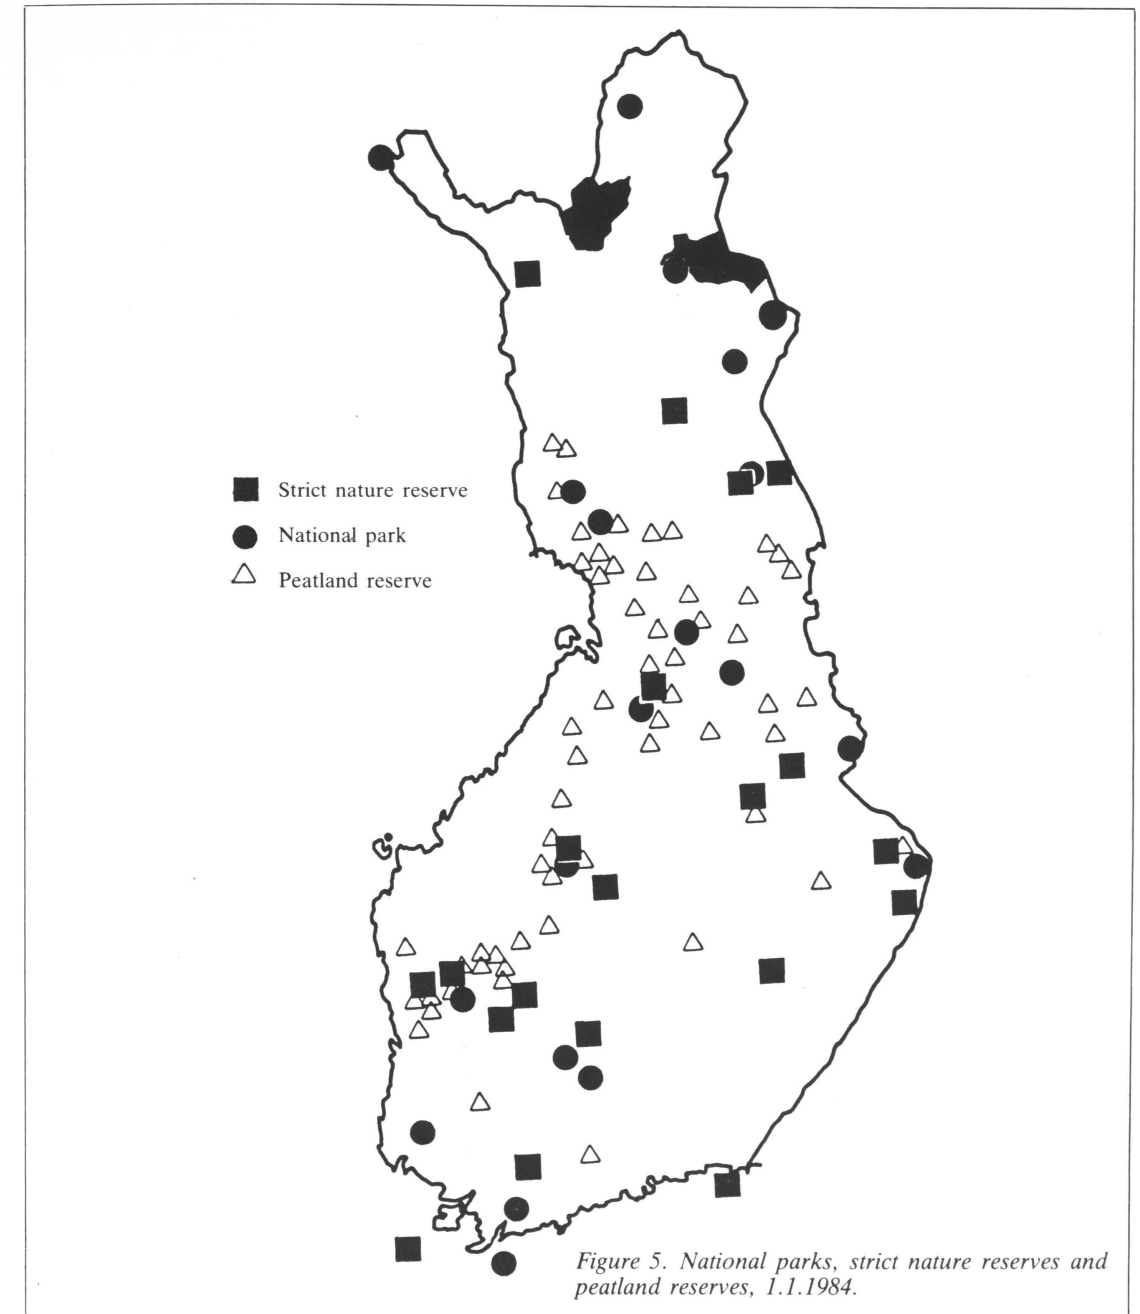 Strict nature reserve
National park
Peatland reserve
Figure 5. National parks, strict nature reserves and
peatland reserves, 1.1.1984.